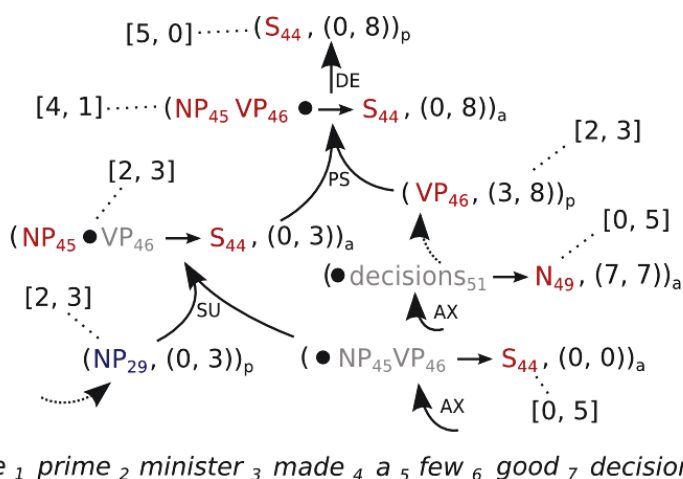 [5, 0] (S44, (0, 8))p
DE
[4, 1] (NP45 VP46 ● → S44, (0, 8))a
[2, 3]
[2, 3] PS (VP46, (3, 8))p
[0, 5]
(NP45 ● VP46 → S44, (0, 3))a
(● decisions51 → N49, (7, 7))a
[2, 3] SU AX
(NP29, (0, 3))p (● NP45VP46 → S44, (0, 0))a
AX [0, 5]
e 1 prime 2 minister 3 made 4 a 5 few 6 good 7 decision